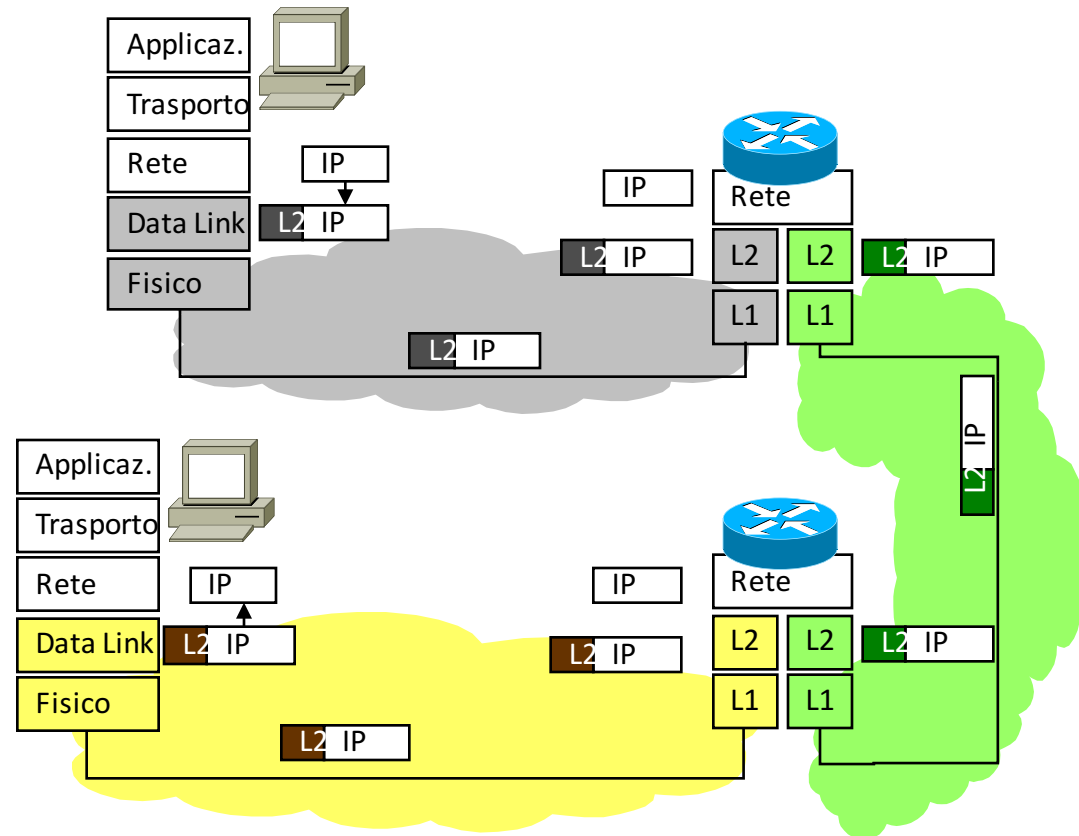 Applicaz.
Trasporto
Rete
IP
Data Link
L2 IP
Fisico
L2 IP
IP
Rete
L2 IP
L2
L2
L2 IP
L1
L1
L2 IP
Applicaz.
Trasporto
Rete
IP
Data Link
L2 IP
Fisico
L2 IP
IP
Rete
L2 IP
L2
L2
L2 IP
L1
L1